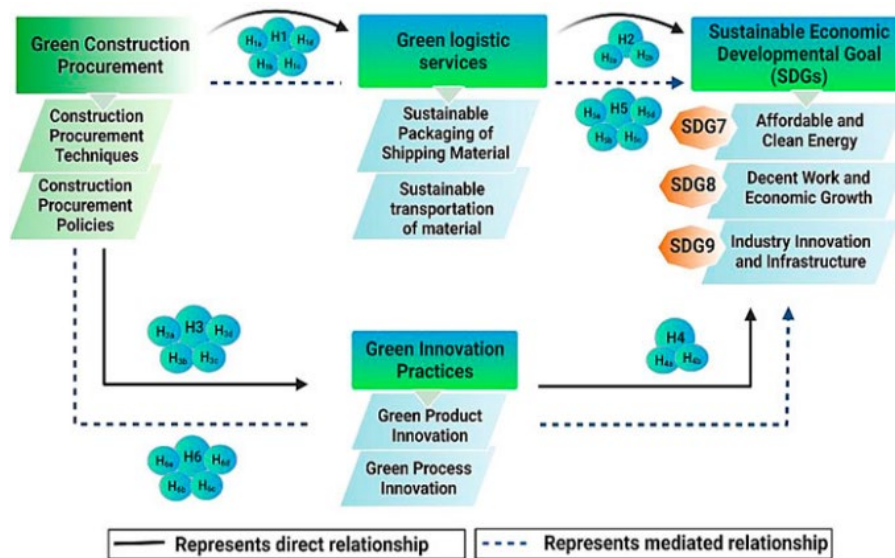 Green Construction
Procurement
H1
H1a
H1b
H1c
H1d
Green logistic
services
H2
H2a
H2b
Sustainable Economic
Developmental Goal
(SDGs)
Construction
Procurement
Techniques
Construction
Procurement
Policies
Sustainable
Packaging of
Shipping Material
Sustainable
transportation
of material
H5
H5a
H5b
H5c
H5d
SDG7
Affordable and
Clean Energy
SDG8
Decent Work and
Economic Growth
SDG9
Industry Innovation
and Infrastructure
H3
H3a
H3b
H3c
H3d
Green Innovation
Practices
H4
H4a
H4b
Green Product
Innovation
Green Process
Innovation
H6
H6a
H6b
H6c
H6d
Represents direct relationship
Represents mediated relationship